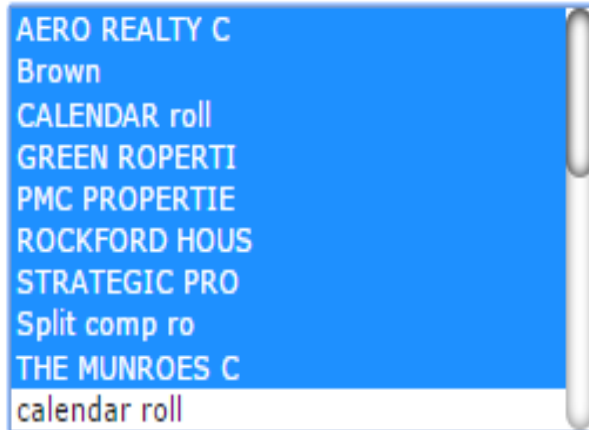 AERO REALTY C
Brown
CALENDAR roll
GREEN ROPERTI
PMC PROPERTIE
ROCKFORD HOUS
STRATEGIC PRO
Split comp ro
THE MUNROES C
calendar roll